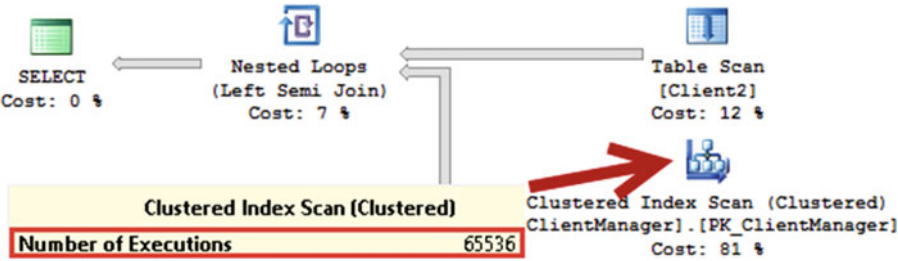 SELECT
Cost: 0 %
Nested Loops
(Left Semi Join)
Cost: 7 %
Table Scan
[Client2]
Cost: 12 %
Clustered Index Scan (Clustered)
Number of Executions 65536
Clustered Index Scan (Clustered)
ClientManager].[PK_ClientManager]
Cost: 81 %